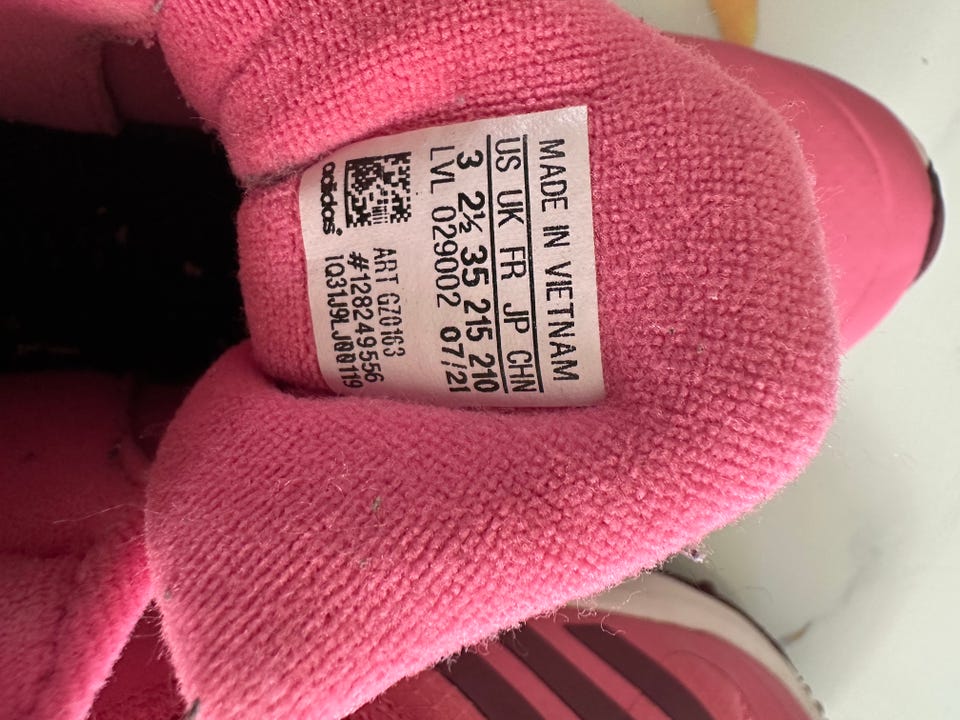 MADE IN VIETNAM
US UK FR JP CHN
3 2½ 35 215 210
LVL 029002 07/21
adidas
ART GZ0163
#128249556
1Q31J9LJ0Q119